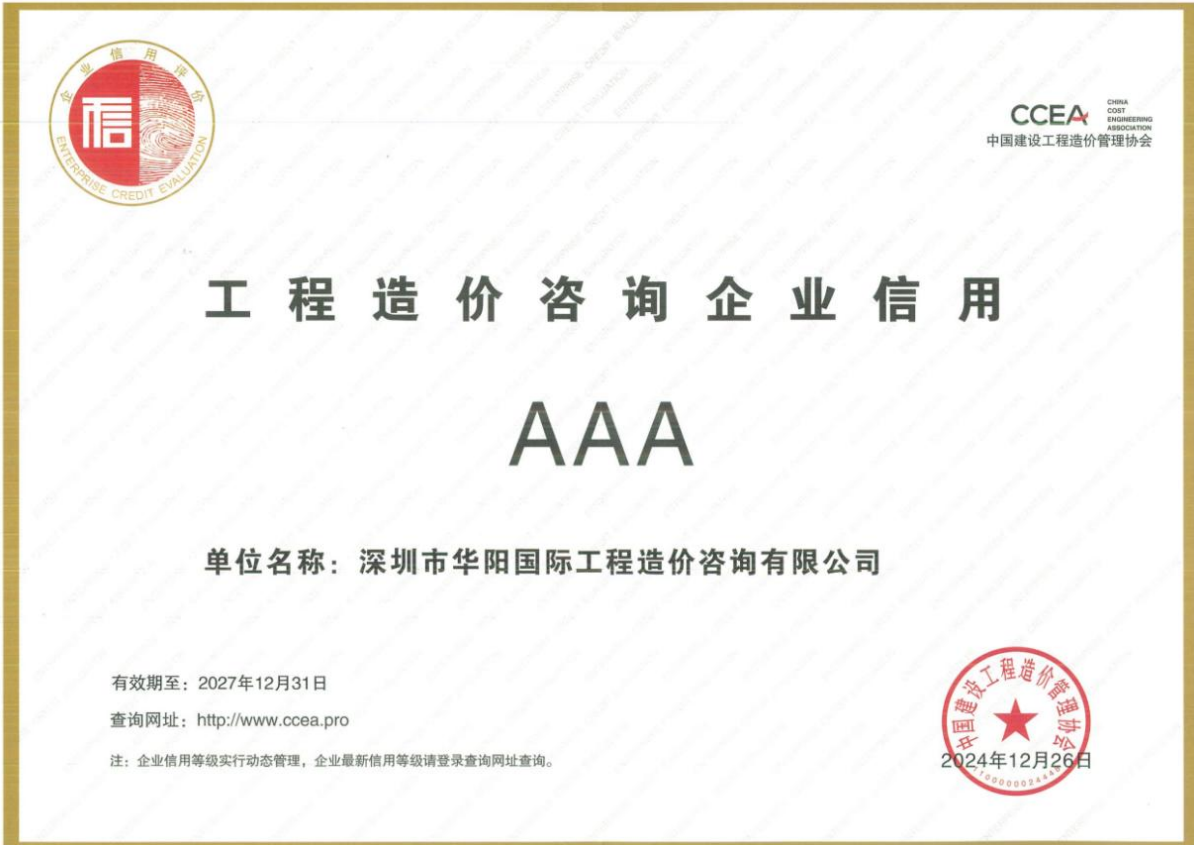 企业信用评价
信
ENTERPRISE CREDIT EVALUATION
CCEA
CHINA
COST
ENGINEERING
ASSOCIATION
中国建设工程造价管理协会
工程造价咨询企业信用
AAA
单位名称：深圳市华阳国际工程造价咨询有限公司
有效期至：2027年12月31日
查询网址：http://www.ccea.pro
注：企业信用等级实行动态管理，企业最新信用等级请登录查询网址查询。
中国建设工程造价管理协会
2024年12月26日